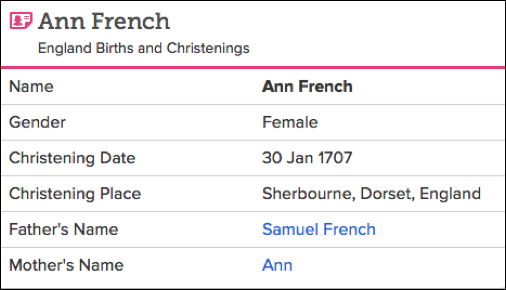 Ann French
England Births and Christenings
Name Ann French
Gender Female
Christening Date 30 Jan 1707
Christening Place Sherbourne, Dorset, England
Father's Name Samuel French
Mother's Name Ann